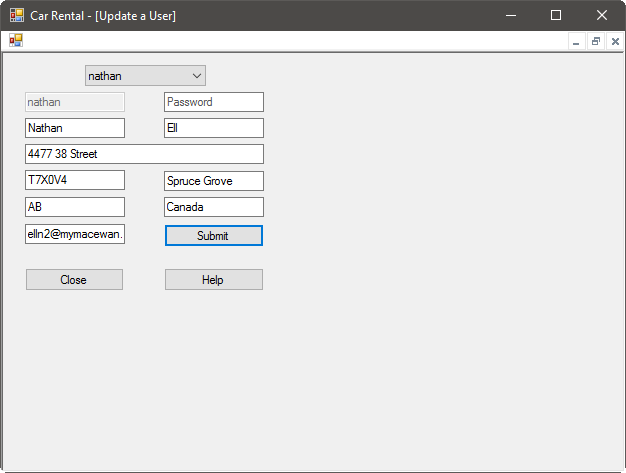 Car Rental - [Update a User]
nathan
nathan Password
Nathan Ell
4477 38 Street
T7X0V4 Spruce Grove
AB Canada
elln2@mymacewan. Submit
Close Help